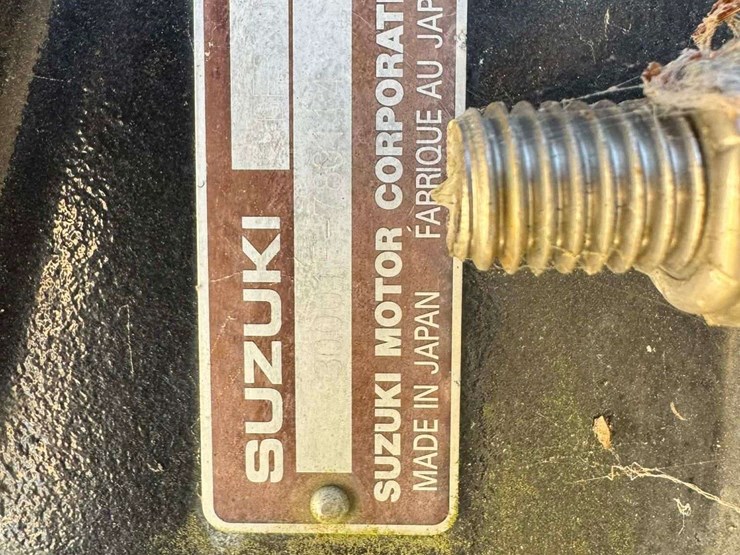 SUZUKI
SUZUKI MOTOR CORPORATI
MADE IN JAPAN FABRIQUE AU JAP